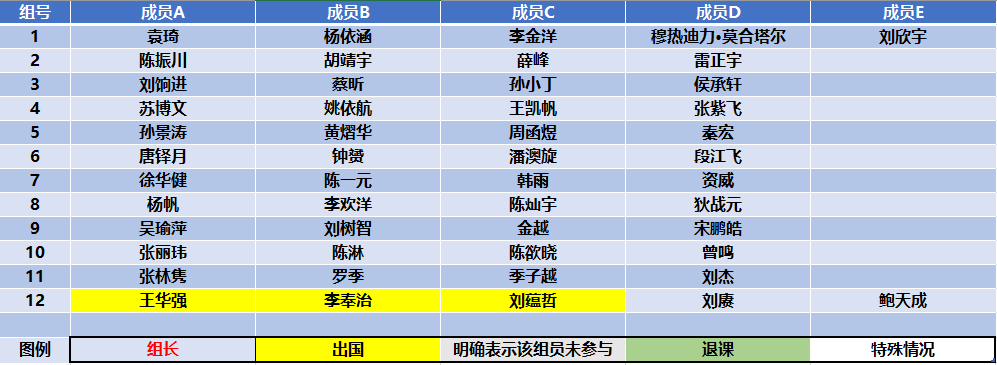 组号 成员A 成员B 成员C 成员D 成员E
1 袁琦 杨依涵 李金洋 穆热迪力•莫合塔尔 刘欣宇
2 陈振川 胡靖宇 薛峰 雷正宇
3 刘饷进 蔡昕 孙小丁 侯承轩
4 苏博文 姚依航 王凯帆 张紫飞
5 孙景涛 黄熠华 周函煜 秦宏
6 唐铎月 钟赟 潘澳旋 段江飞
7 徐华健 陈一元 韩雨 资威
8 杨帆 李欢洋 陈灿宇 狄战元
9 吴瑜萍 刘树智 金越 宋鹏皓
10 张丽玮 陈淋 陈欲晓 曾鸣
11 张林隽 罗季 季子越 刘杰
12 王华强 李奉治 刘蕴哲 刘赓 鲍天成
图例 组长 出国 明确表示该组员未参与 退课 特殊情况